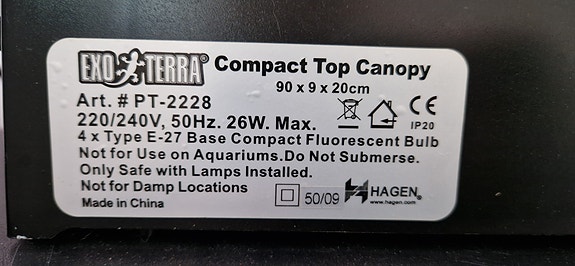 EXO TERRA® Compact Top Canopy
90 x 9 x 20cm
Art. # PT-2228
220/240V, 50Hz. 26W. Max. CE
IP20
4 x Type E-27 Base Compact Fluorescent Bulb
Not for Use on Aquariums.Do Not Submerse.
Only Safe with Lamps Installed.
Not for Damp Locations
Made in China
50/09 HAGEN®
www.hagen.com